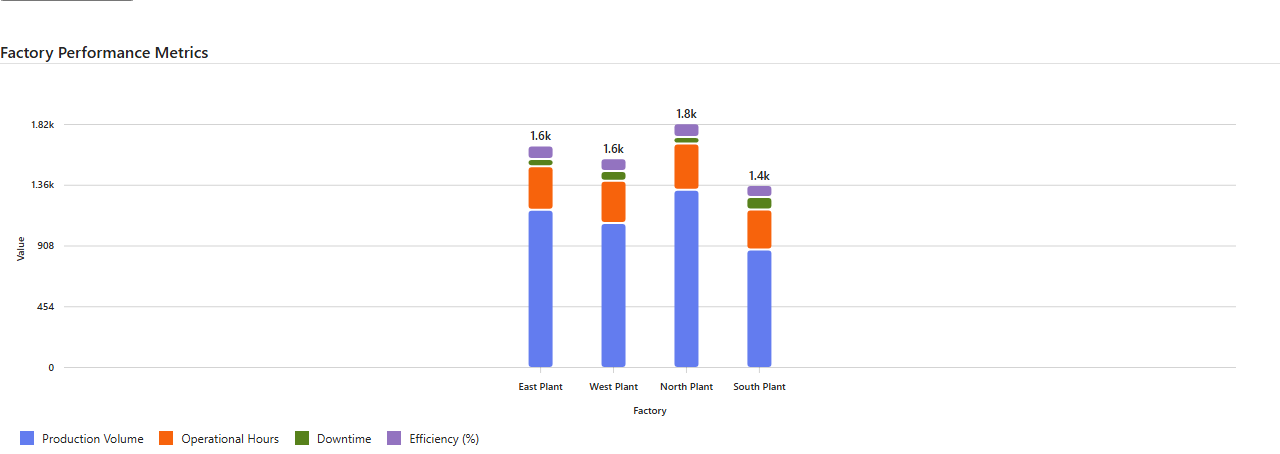 Factory Performance Metrics
1.82k
1.36k
908
454
0
Value
1.6k
1.6k
1.8k
1.4k
East Plant
West Plant
North Plant
South Plant
Factory
Production Volume
Operational Hours
Downtime
Efficiency (%)